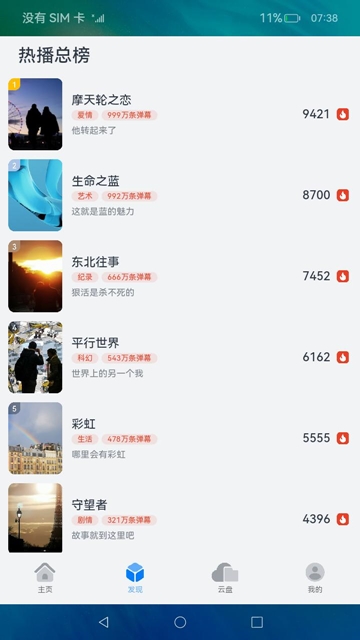 没有 SIM 卡
11%
07:38
热播总榜
1
摩天轮之恋
爱情 999万条弹幕
他转起来了
9421
2
生命之蓝
艺术 992万条弹幕
这就是蓝的魅力
8700
3
东北往事
纪录 666万条弹幕
狠活是杀不死的
7452
4
平行世界
科幻 543万条弹幕
世界上的另一个我
6162
5
彩虹
生活 478万条弹幕
哪里会有彩虹
5555
守望者
剧情 321万条弹幕
故事就到这里吧
4396
主页
发现
云盘
我的